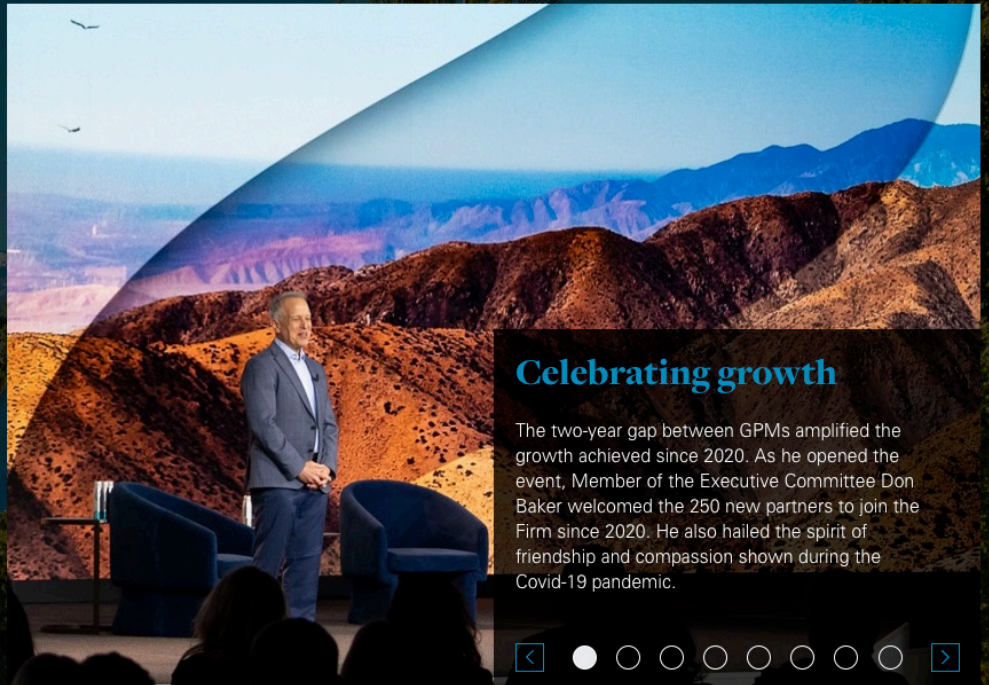 Celebrating growth
The two-year gap between GPMs amplified the
growth achieved since 2020. As he opened the
event, Member of the Executive Committee Don
Baker welcomed the 250 new partners to join the
Firm since 2020. He also hailed the spirit of
friendship and compassion shown during the
Covid-19 pandemic.